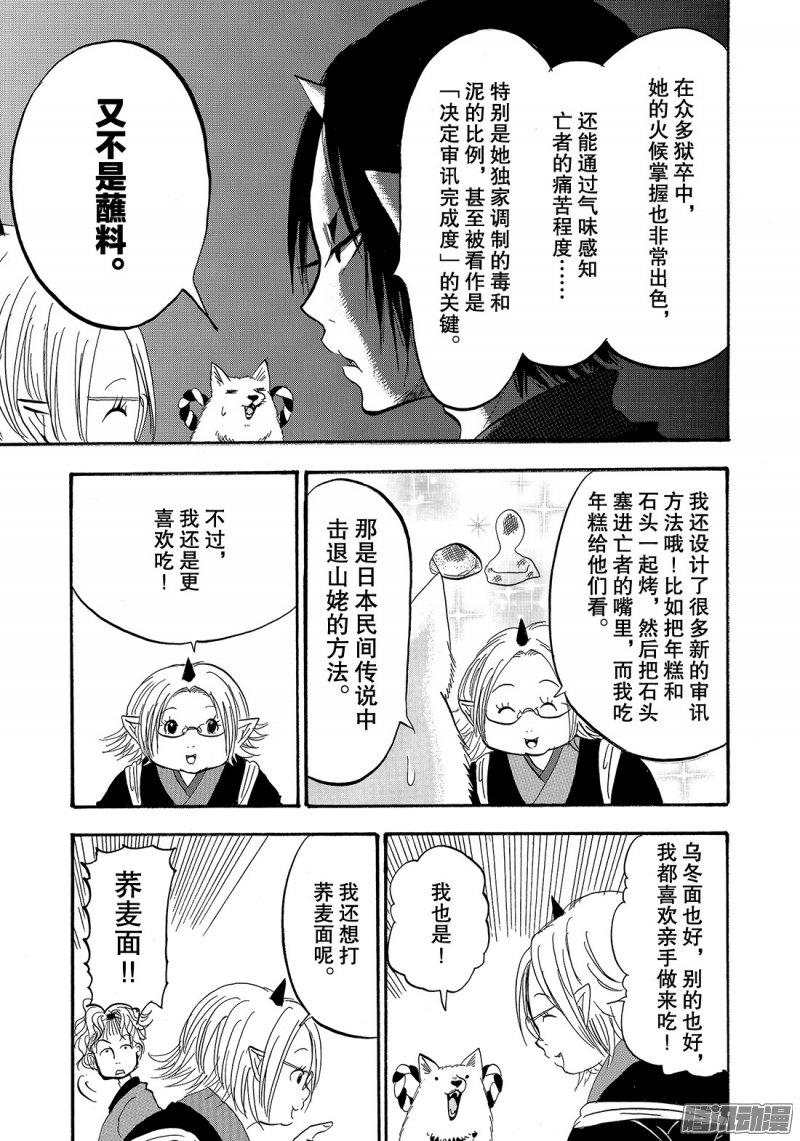 在众多狱卒中，
她的火候掌握也
非常出色，
还能通过气味感知
亡者的痛苦程度……
特别是她独家调制的毒和
泥的比例，甚至被看作是
「决定审讯完成度」的关键。
又不是蘸料。
我还设计了很多新的审讯
方法哦！比如把年糕和
石头一起烤，然后把石头
塞进亡者的嘴里，而我吃
年糕给他们看。
那是日本民间传说中
击退山姥的方法。
不过，
我还是更
喜欢吃！
乌冬面也好，别的也好，
我都喜欢亲手做来吃！
我也是！
我还想打
荞麦面呢。
荞麦面!!
腾讯动漫